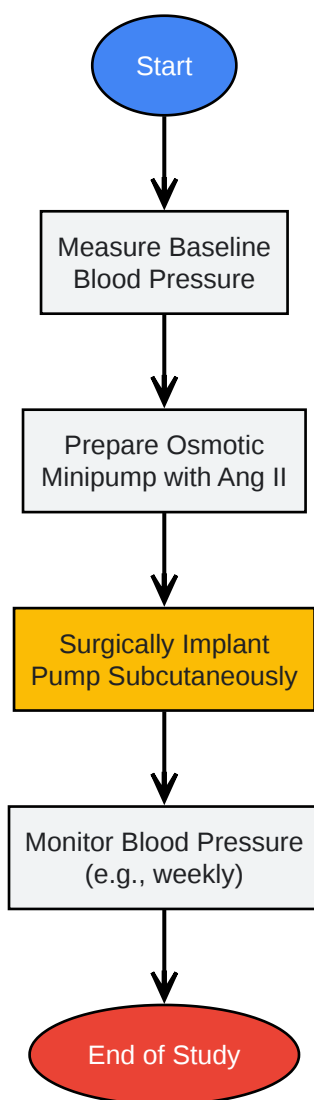 Start
Measure Baseline
Blood Pressure
Prepare Osmotic
Minipump with Ang II
Surgically Implant
Pump Subcutaneously
Monitor Blood Pressure
(e.g., weekly)
End of Study